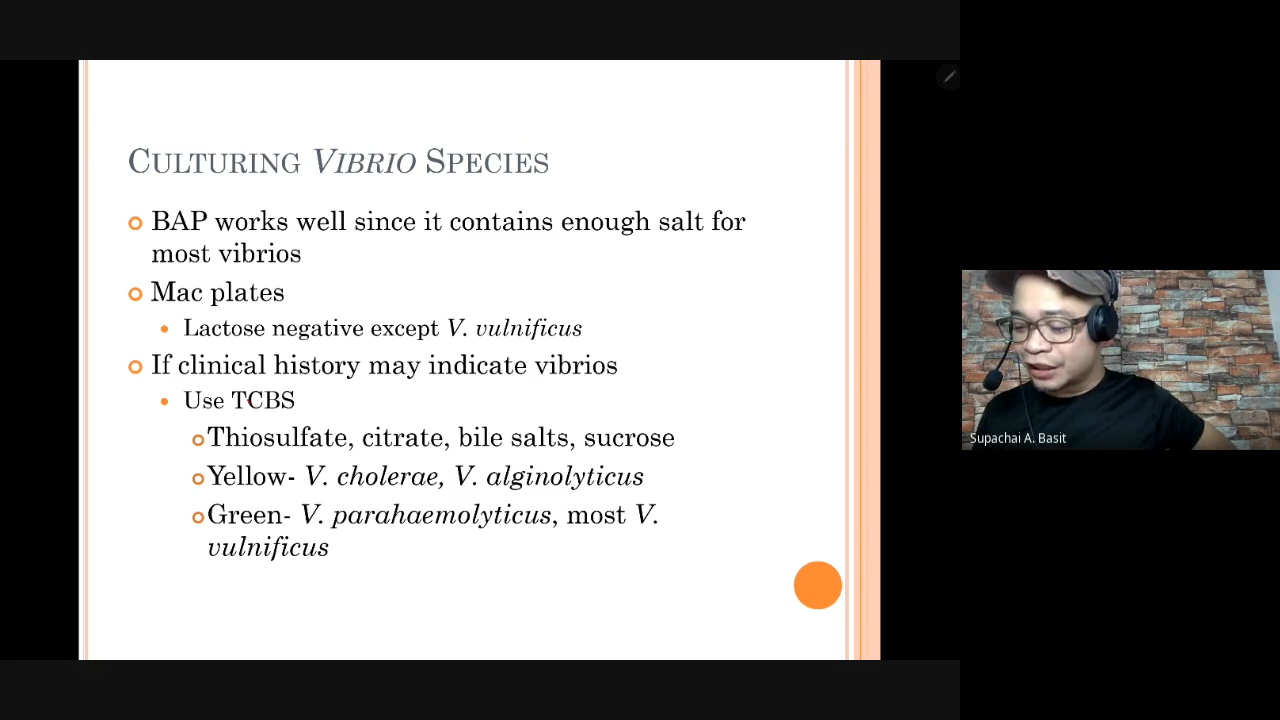 CULTURING VIBRIO SPECIES
BAP works well since it contains enough salt for
most vibrios
Mac plates
Lactose negative except V. vulnificus
If clinical history may indicate vibrios
Use TCBS
Thiosulfate, citrate, bile salts, sucrose
Yellow- V. cholerae, V. alginolyticus
Green- V. parahaemolyticus, most V.
vulnificus
Supachai A. Basit